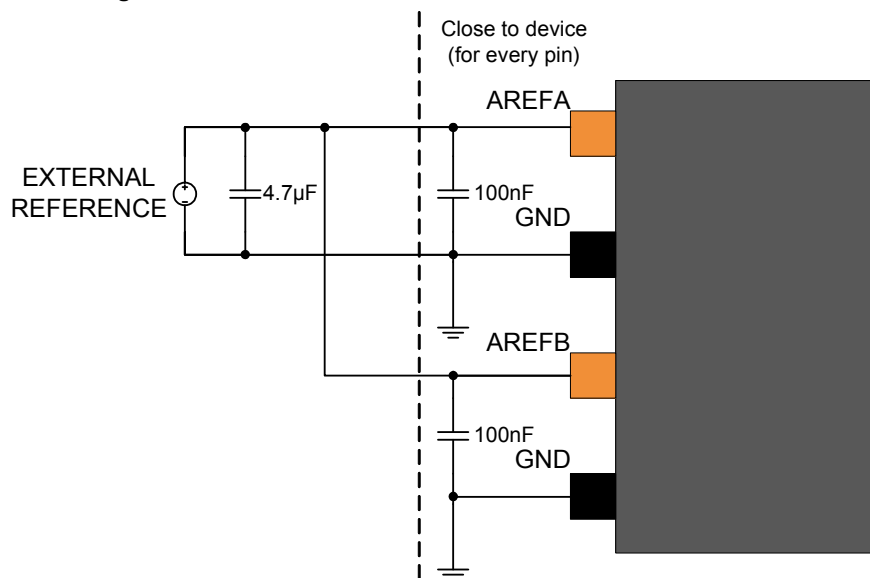 Close to device
(for every pin)
AREFA
EXTERNAL
REFERENCE
4.7µF
100nF
GND
AREFB
100nF
GND